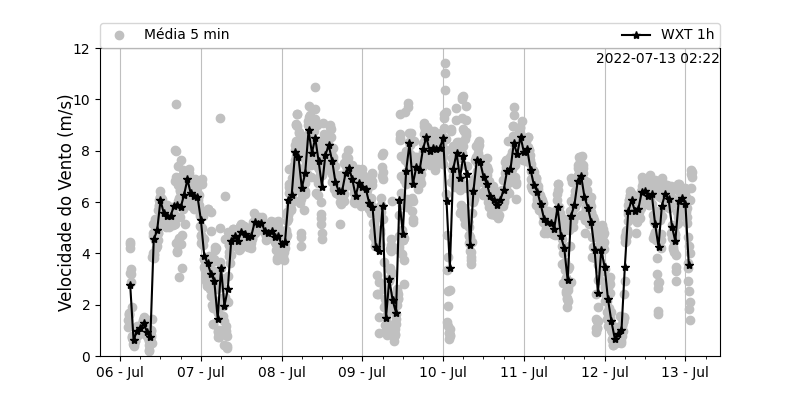 Média 5 min
WXT 1h
2022-07-13 02:22
Velocidade do Vento (m/s)
12
10
8
6
4
2
0
06 - Jul
07 - Jul
08 - Jul
09 - Jul
10 - Jul
11 - Jul
12 - Jul
13 - Jul